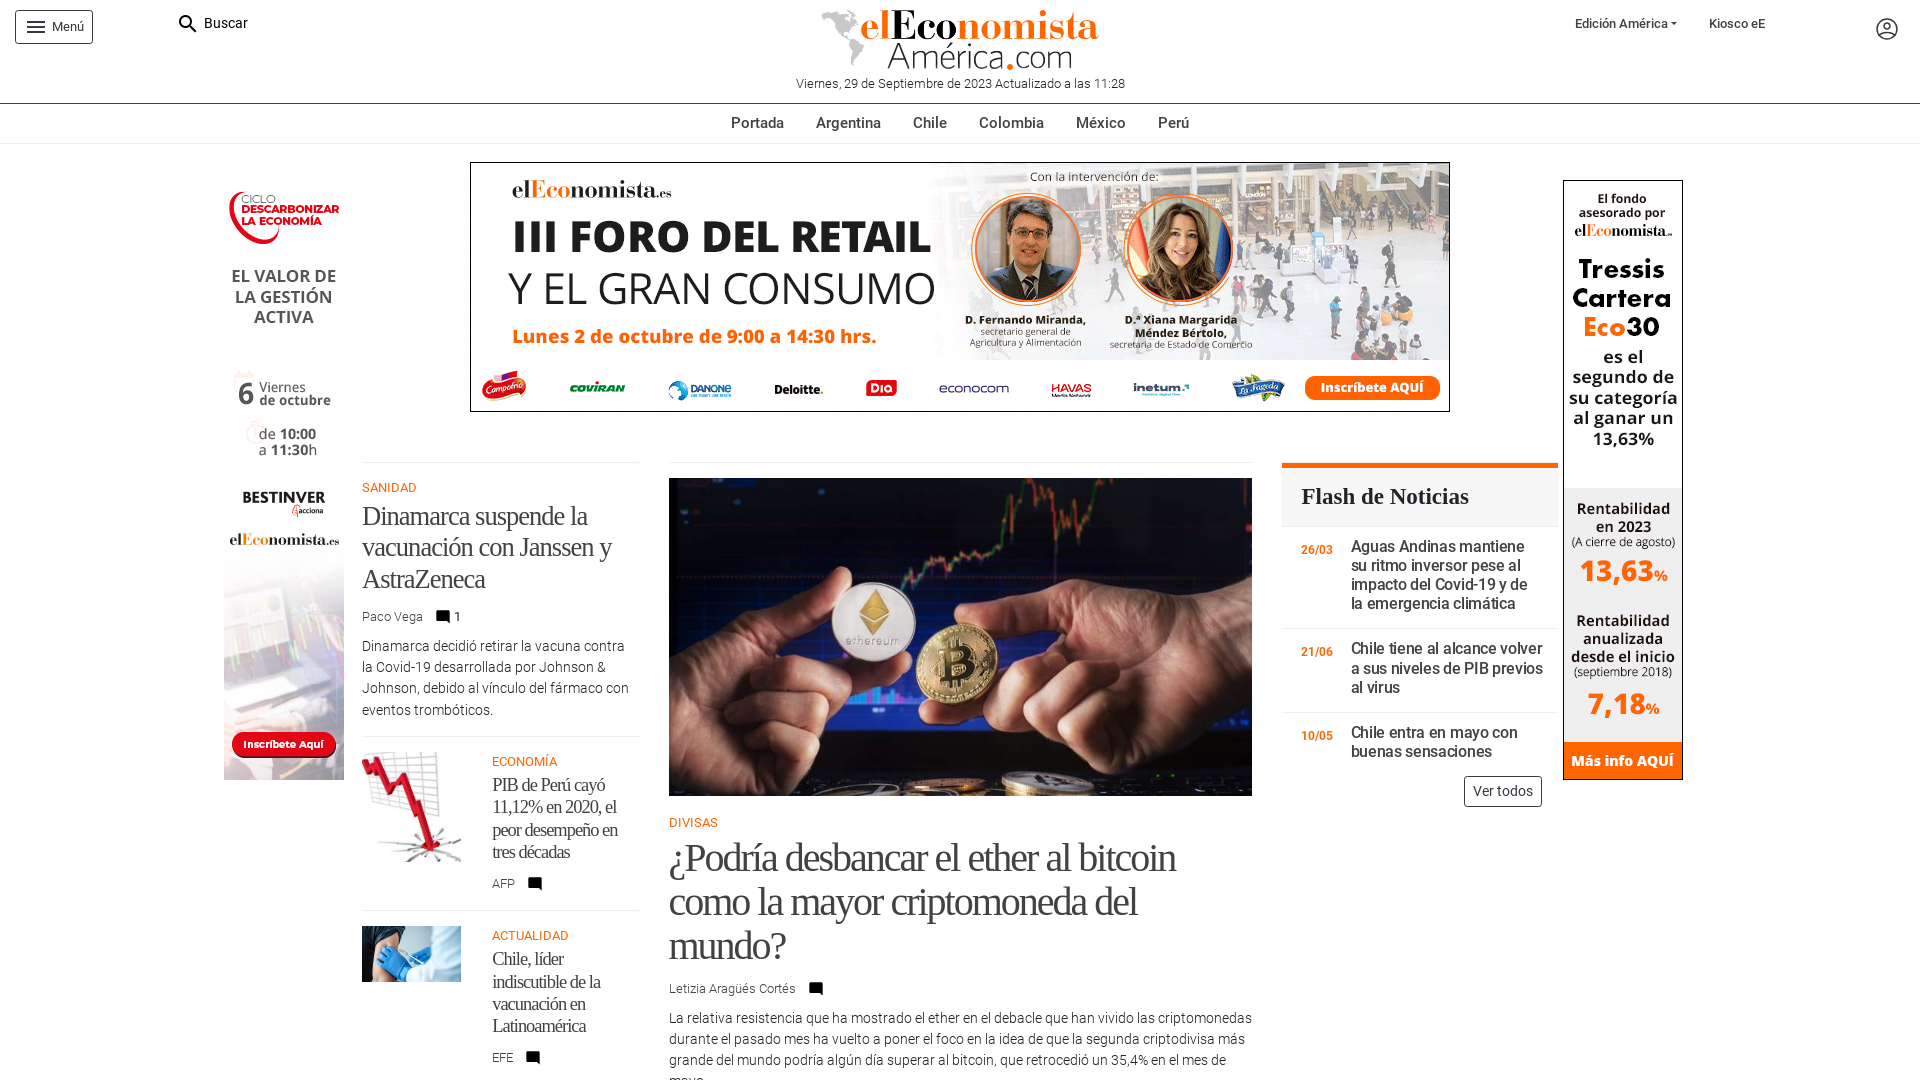 Menú
Buscar
elEconomista
América.com
Viernes, 29 de Septiembre de 2023 Actualizado a las 11:28
Edición América
Kiosco eE
Portada
Argentina
Chile
Colombia
México
Perú
CICLO
DESCARBONIZAR
LA ECONOMÍA
EL VALOR DE
LA GESTIÓN
ACTIVA
6 Viernes
de octubre
de 10:00
a 11:30h
BESTINVER
acciona
elEconomista.es
Inscríbete Aquí
elEconomista.es
III FORO DEL RETAIL
Y EL GRAN CONSUMO
Lunes 2 de octubre de 9:00 a 14:30 hrs.
Con la intervención de:
D. Fernando Miranda,
secretario general de
Agricultura y Alimentación
D.ª Xiana Margarida
Méndez Bértolo,
secretaria de Estado de Comercio
Campofrío
COVIRAN
DANONE
Deloitte.
Dia
econocom
HAVAS
Media Network
inetum.
La Fageda
Inscríbete AQUÍ
El fondo
asesorado por
elEconomista.es
Tressis
Cartera
Eco30
es el
segundo de
su categoría
al ganar un
13,63%
Rentabilidad
en 2023
(A cierre de agosto)
13,63%
Rentabilidad
anualizada
desde el inicio
(septiembre 2018)
7,18%
Más info AQUÍ
SANIDAD
Dinamarca suspende la
vacunación con Janssen y
AstraZeneca
Paco Vega 1
Dinamarca decidió retirar la vacuna contra
la Covid-19 desarrollada por Johnson &
Johnson, debido al vínculo del fármaco con
eventos trombóticos.
ECONOMÍA
PIB de Perú cayó
11,12% en 2020, el
peor desempeño en
tres décadas
AFP
ACTUALIDAD
Chile, líder
indiscutible de la
vacunación en
Latinoamérica
EFE
ethereum
DIVISAS
¿Podría desbancar el ether al bitcoin
como la mayor criptomoneda del
mundo?
Letizia Aragüés Cortés
La relativa resistencia que ha mostrado el ether en el debacle que han vivido las criptomonedas
durante el pasado mes ha vuelto a poner el foco en la idea de que la segunda criptodivisa más
grande del mundo podría algún día superar al bitcoin, que retrocedió un 35,4% en el mes de
mayo
Flash de Noticias
26/03 Aguas Andinas mantiene
su ritmo inversor pese al
impacto del Covid-19 y de
la emergencia climática
21/06 Chile tiene al alcance volver
a sus niveles de PIB previos
al virus
10/05 Chile entra en mayo con
buenas sensaciones
Ver todos